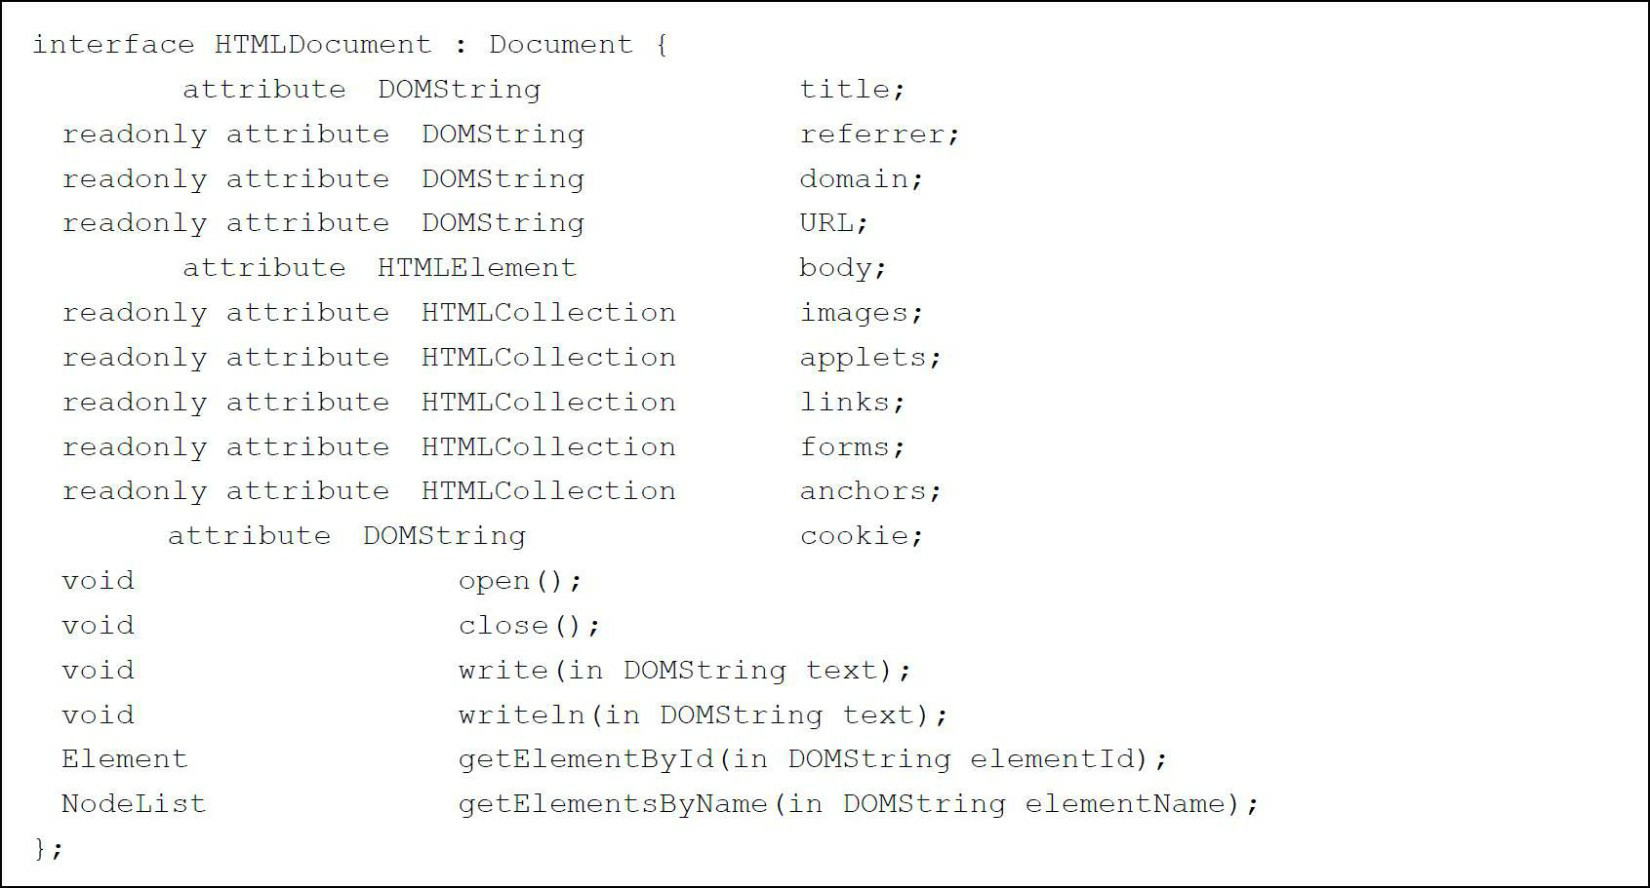 interface HTMLDocument : Document {
attribute DOMString title;
readonly attribute DOMString referrer;
readonly attribute DOMString domain;
readonly attribute DOMString URL;
attribute HTMLElement body;
readonly attribute HTMLCollection images;
readonly attribute HTMLCollection applets;
readonly attribute HTMLCollection links;
readonly attribute HTMLCollection forms;
readonly attribute HTMLCollection anchors;
attribute DOMString cookie;
void open();
void close();
void write(in DOMString text);
void writeln(in DOMString text);
Element getElementById(in DOMString elementId);
NodeList getElementsByName(in DOMString elementName);
};